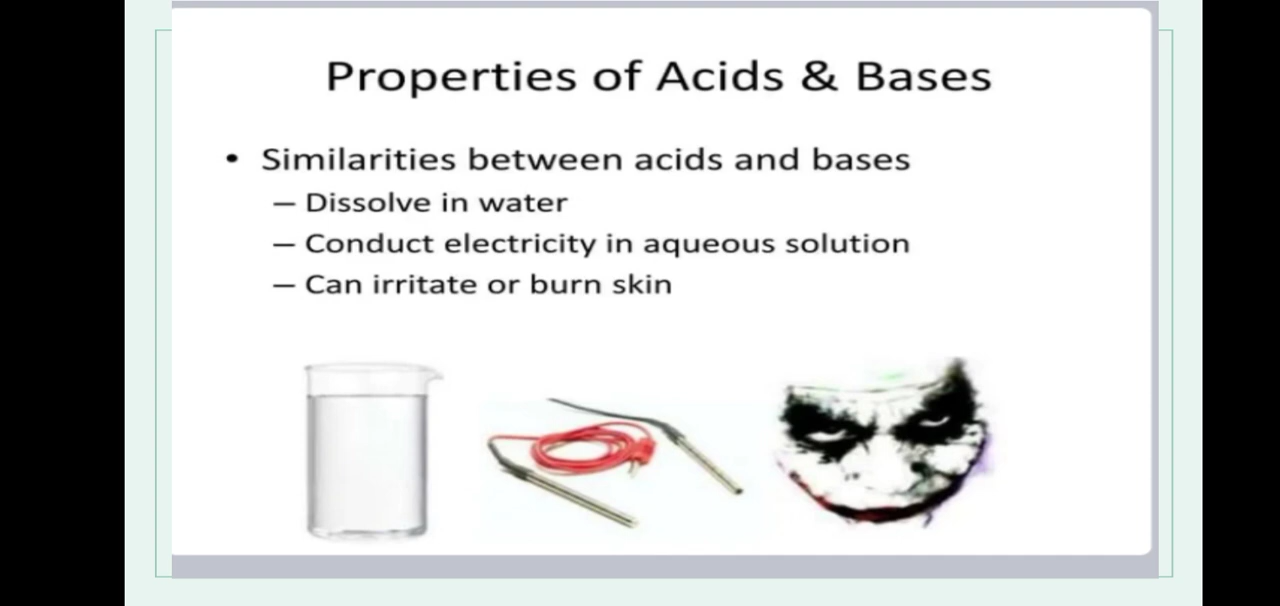 Properties of Acids & Bases
• Similarities between acids and bases
– Dissolve in water
– Conduct electricity in aqueous solution
– Can irritate or burn skin